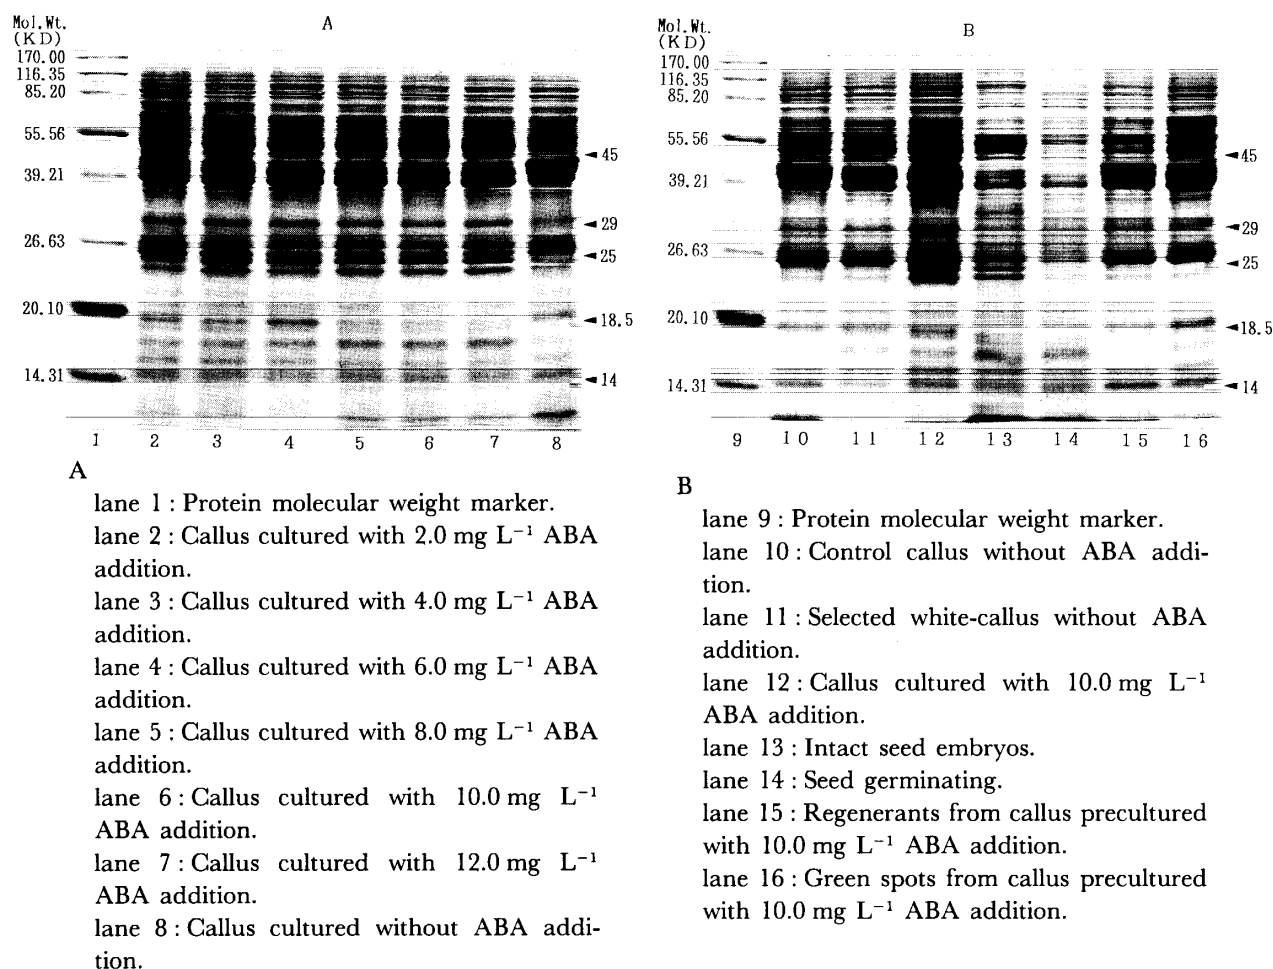 Mol.Wt.
(KD)
A
170.00
116.35
85.20
55.56
39.21
26.63
20.10
14.31
45
29
25
18.5
14
1 2 3 4 5 6 7 8
Mol.Wt.
(KD)
B
170.00
116.35
85.20
55.56
39.21
26.63
20.10
14.31
45
29
25
18.5
14
9 10 11 12 13 14 15 16
A
lane 1 : Protein molecular weight marker.
lane 2 : Callus cultured with 2.0 mg L⁻¹ ABA
addition.
lane 3 : Callus cultured with 4.0 mg L⁻¹ ABA
addition.
lane 4 : Callus cultured with 6.0 mg L⁻¹ ABA
addition.
lane 5 : Callus cultured with 8.0 mg L⁻¹ ABA
addition.
lane 6 : Callus cultured with 10.0 mg L⁻¹
ABA addition.
lane 7 : Callus cultured with 12.0 mg L⁻¹
ABA addition.
lane 8 : Callus cultured without ABA addi-
tion.
B
lane 9 : Protein molecular weight marker.
lane 10 : Control callus without ABA addi-
tion.
lane 11 : Selected white-callus without ABA
addition.
lane 12 : Callus cultured with 10.0 mg L⁻¹
ABA addition.
lane 13 : Intact seed embryos.
lane 14 : Seed germinating.
lane 15 : Regenerants from callus precultured
with 10.0 mg L⁻¹ ABA addition.
lane 16 : Green spots from callus precultured
with 10.0 mg L⁻¹ ABA addition.